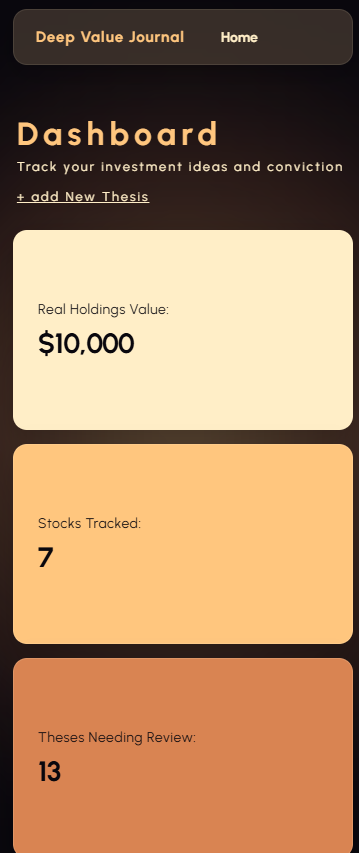 Deep Value Journal Home
Dashboard
Track your investment ideas and conviction
+ add New Thesis
Real Holdings Value:
$10,000
Stocks Tracked:
7
Theses Needing Review:
13